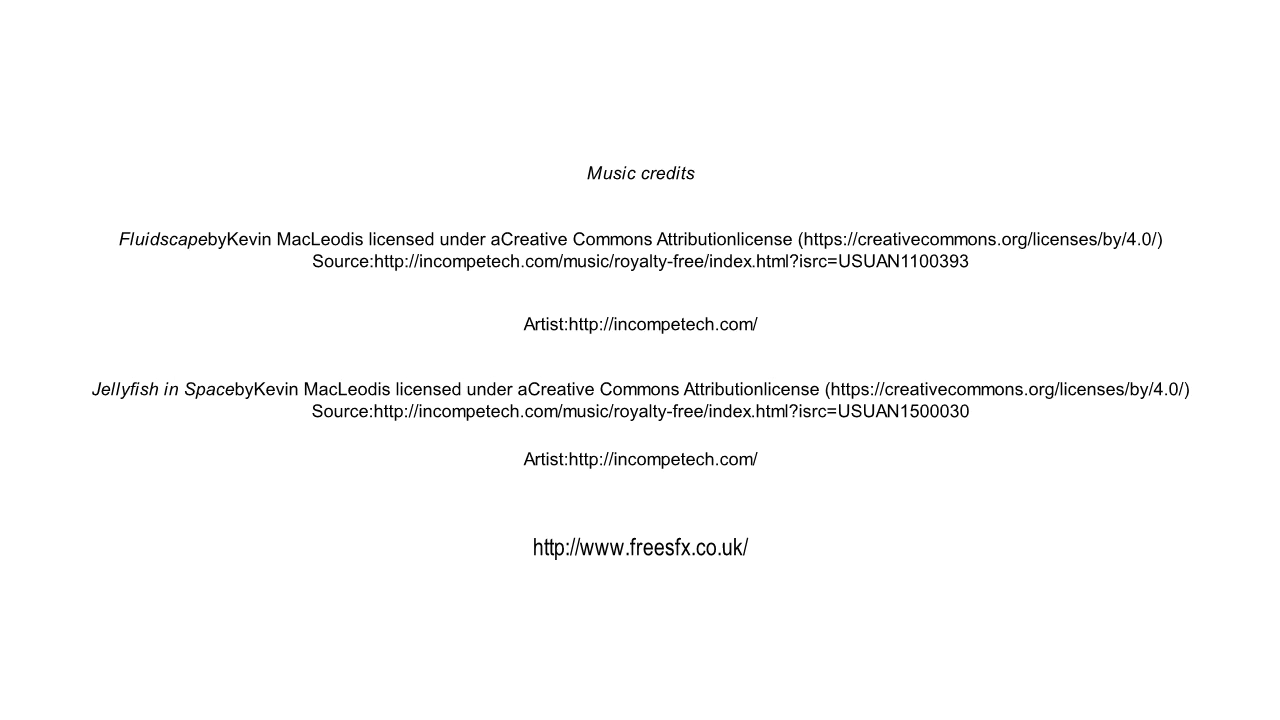 Music credits
FluidscapebyKevin MacLeodis licensed under aCreative Commons Attributionlicense (https://creativecommons.org/licenses/by/4.0/)
Source:http://incompetech.com/music/royalty-free/index.html?isrc=USUAN1100393
Artist:http://incompetech.com/
Jellyfish in SpacebyKevin MacLeodis licensed under aCreative Commons Attributionlicense (https://creativecommons.org/licenses/by/4.0/)
Source:http://incompetech.com/music/royalty-free/index.html?isrc=USUAN1500030
Artist:http://incompetech.com/
http://www.freesfx.co.uk/